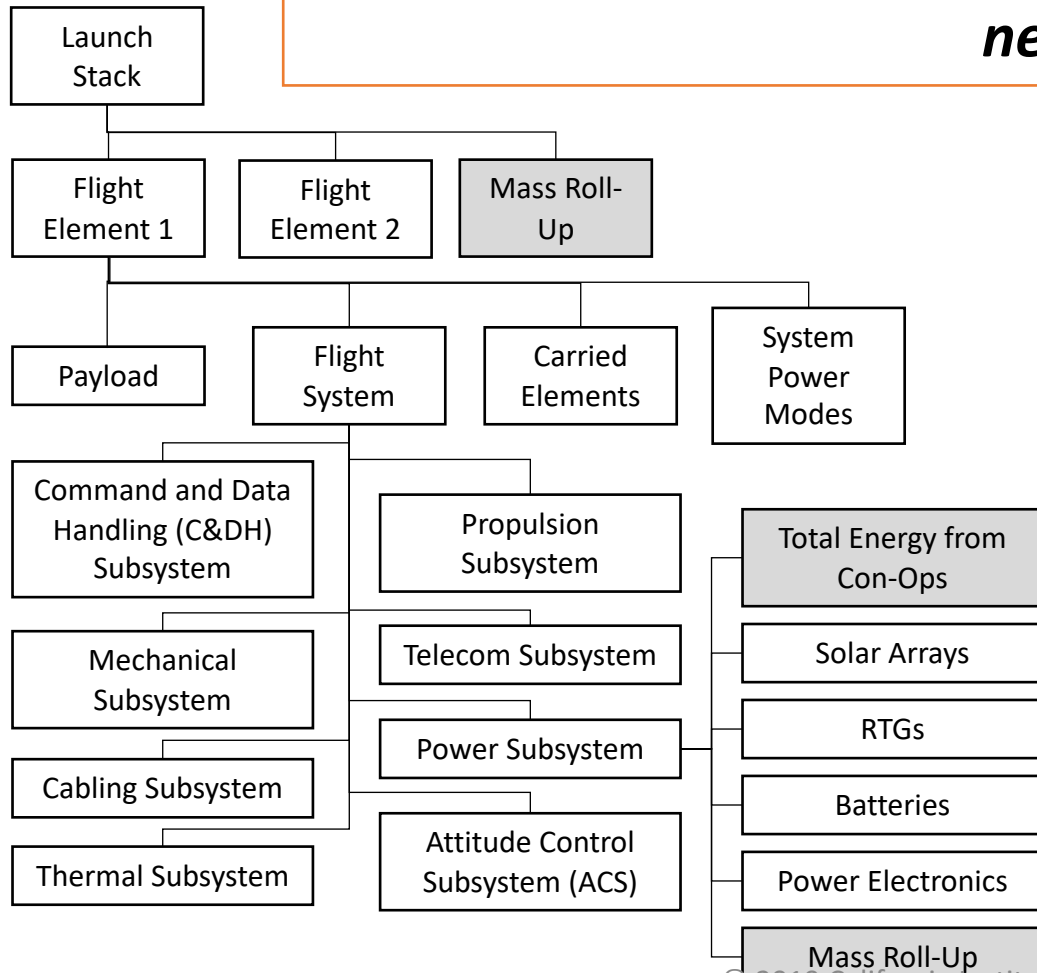 Launch
Stack
Flight
Element 1
Flight
Element 2
Mass Roll-
Up
Payload
Flight
System
Carried
Elements
System
Power
Modes
Command and Data
Handling (C&DH)
Subsystem
Propulsion
Subsystem
Mechanical
Subsystem
Telecom Subsystem
Power Subsystem
Cabling Subsystem
Attitude Control
Subsystem (ACS)
Thermal Subsystem
Total Energy from
Con-Ops
Solar Arrays
RTGs
Batteries
Power Electronics
Mass Roll-Up